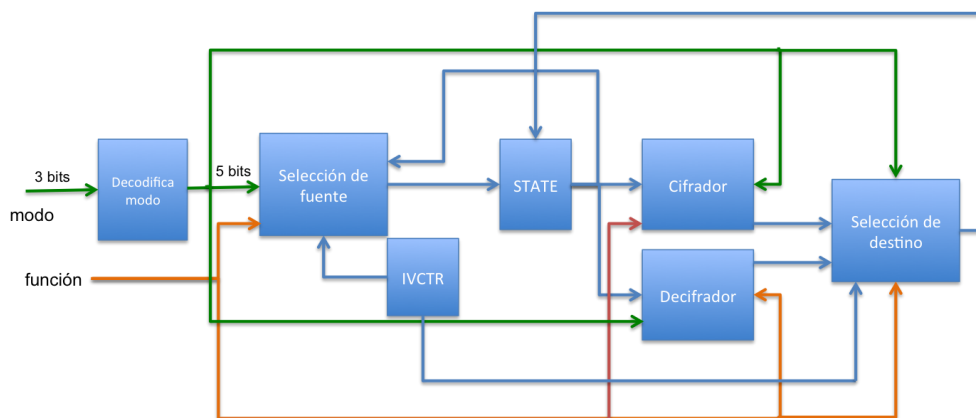 3 bits
modo
Decodifica
modo
5 bits
Selección de
fuente
STATE
Cifrador
Selección de
destino
función
IVCTR
Decifrador